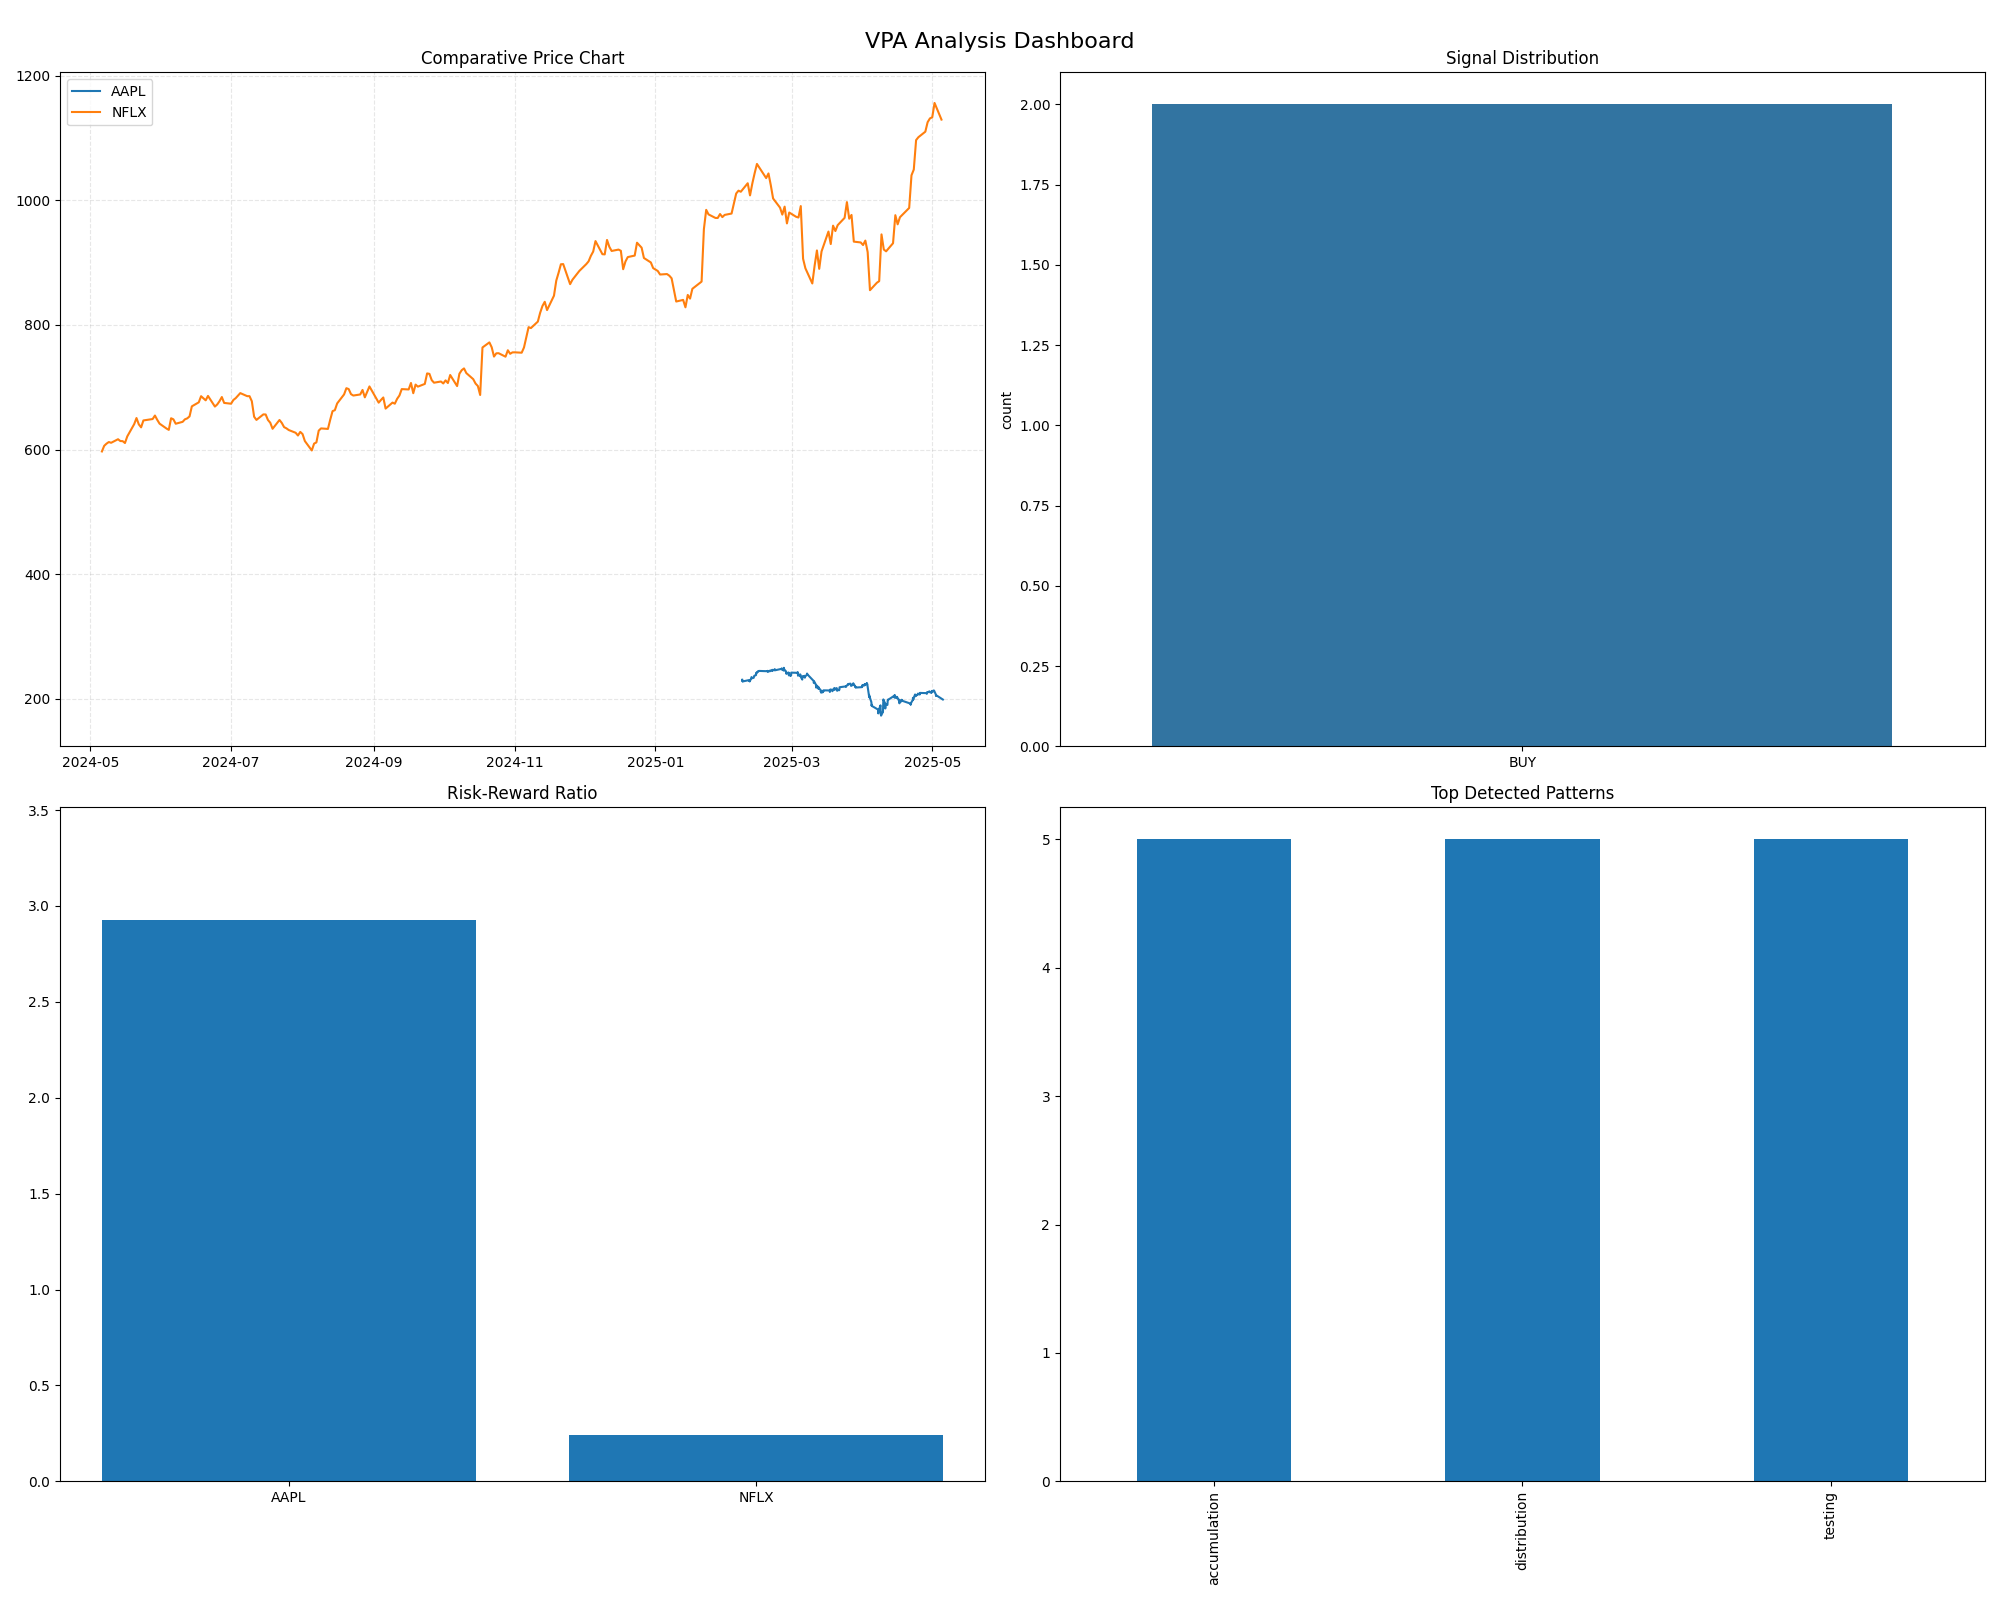 VPA Analysis Dashboard
Comparative Price Chart
AAPL
NFLX
1200
1000
800
600
400
200
2024-05 2024-07 2024-09 2024-11 2025-01 2025-03 2025-05
Signal Distribution
count
2.00
1.75
1.50
1.25
1.00
0.75
0.50
0.25
0.00
BUY
Risk-Reward Ratio
3.5
3.0
2.5
2.0
1.5
1.0
0.5
0.0
AAPL NFLX
Top Detected Patterns
5
4
3
2
1
0
accumulation
distribution
testing